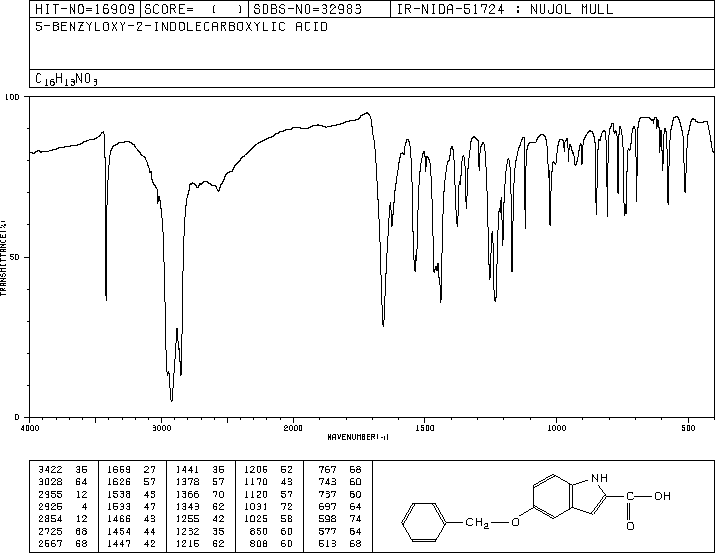 HIT-NO=16909 SCORE= ( ) SDBS-NO=32983 IR-NIDA-51724 : NUJOL MULL
5-BENZYLOXY-2-INDOLECARBOXYLIC ACID
C16H13NO3
100
50
0
TRANSMITTANCE(%)
4000 3000 2000 1500 1000 500
WAVENUMBER(-1)
3422 35 1659 27 1441 35 1206 52 767 68
3028 64 1626 57 1378 57 1170 43 743 60
2955 12 1538 45 1366 70 1120 57 737 60
2925 4 1533 47 1343 62 1031 72 697 64
2854 12 1466 43 1255 42 1025 58 598 74
2725 68 1454 44 1232 35 850 60 577 64
2567 68 1447 42 1215 62 808 60 513 68
NH
C—OH
O
CH2
O